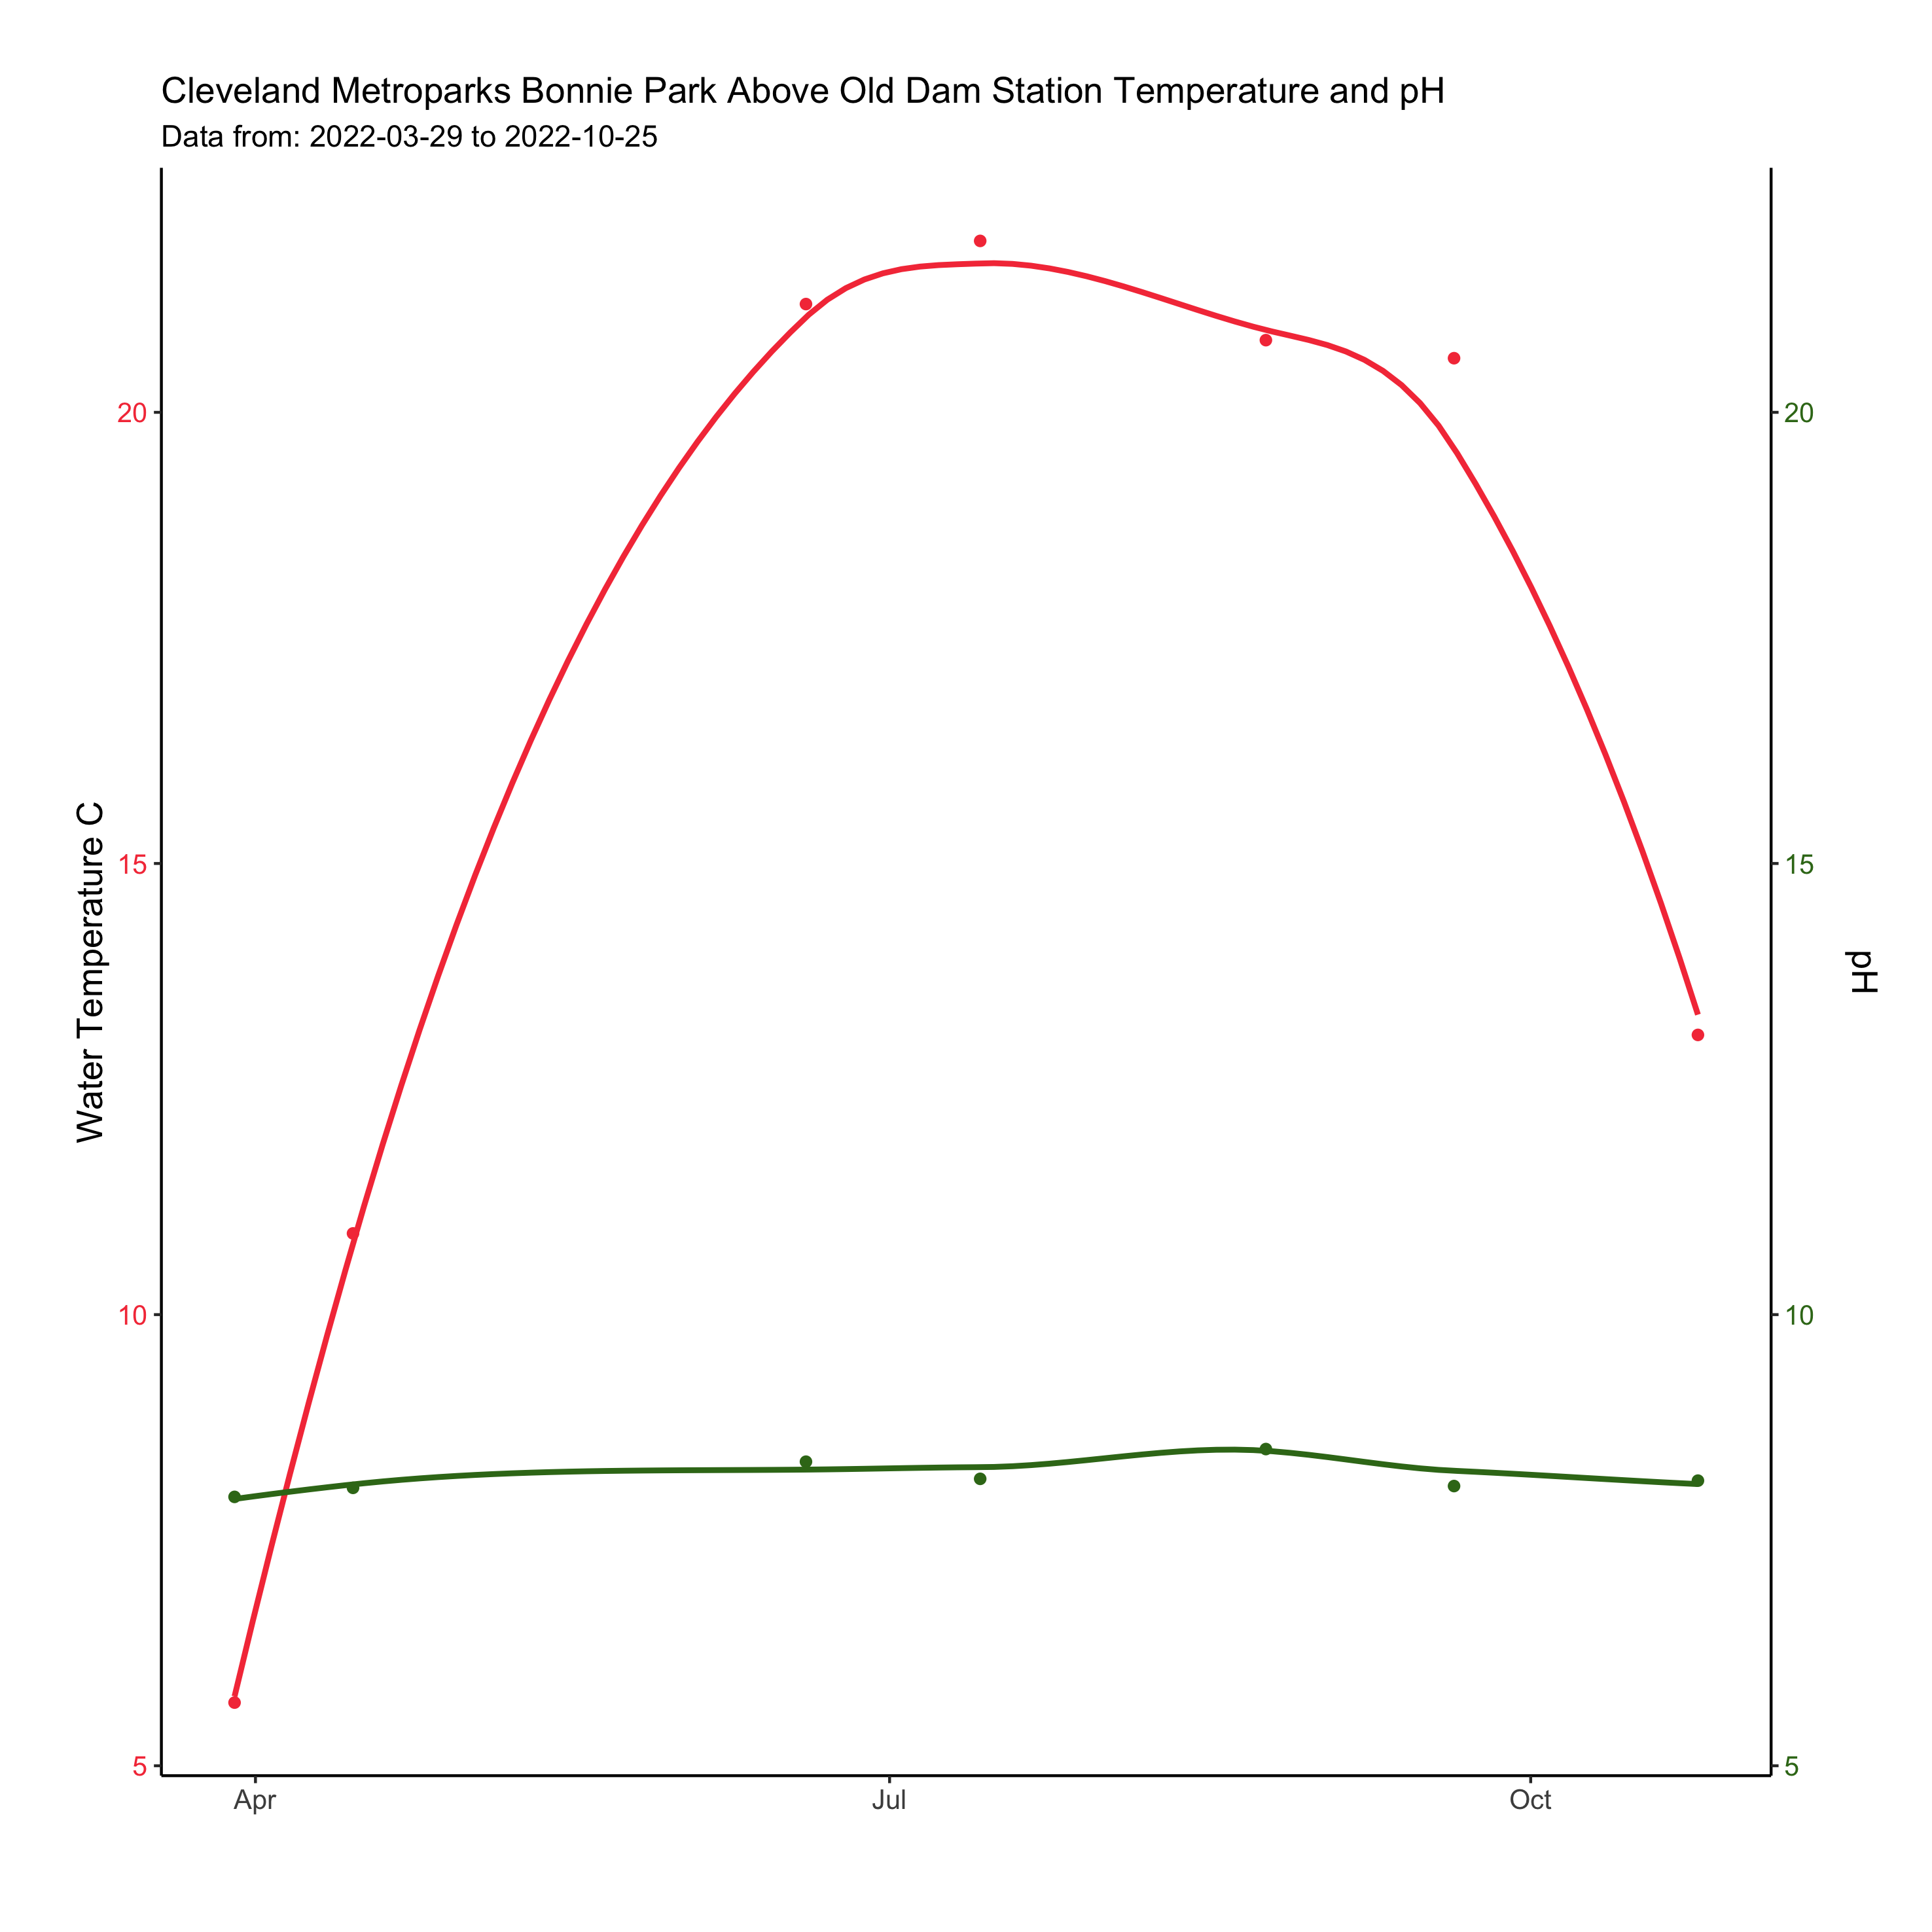 Cleveland Metroparks Bonnie Park Above Old Dam Station Temperature and pH
Data from: 2022-03-29 to 2022-10-25
Water Temperature C
20
15
10
5
20
15
10
5
pH
Apr
Jul
Oct